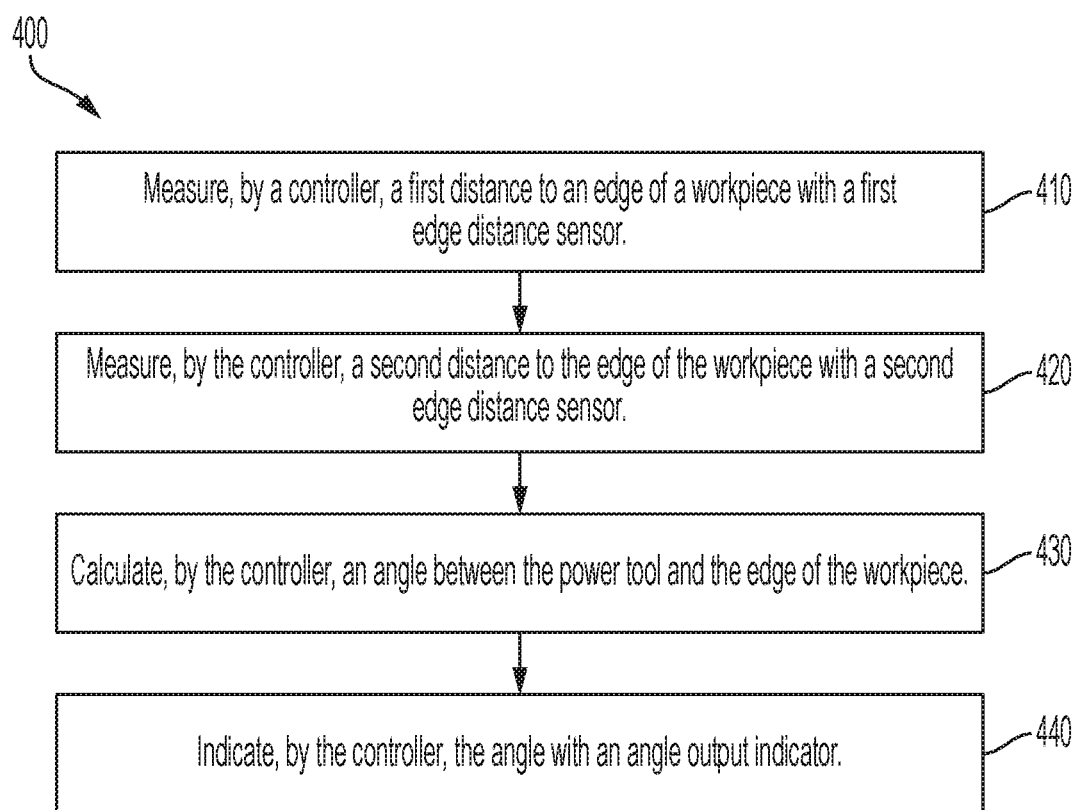 400
Measure, by a controller, a first distance to an edge of a workpiece with a first
edge distance sensor.
410
Measure, by the controller, a second distance to the edge of the workpiece with a second
edge distance sensor.
420
Calculate, by the controller, an angle between the power tool and the edge of the workpiece.
430
Indicate, by the controller, the angle with an angle output indicator.
440